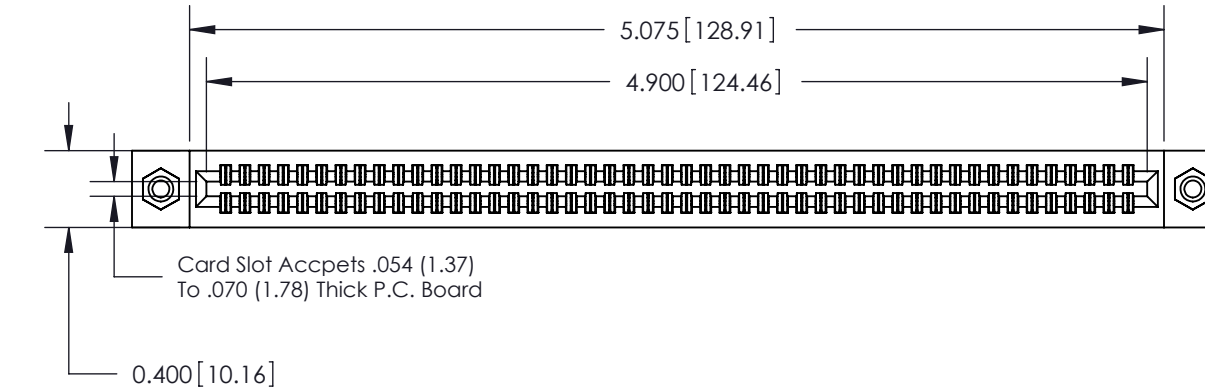 5.075[128.91]
4.900[124.46]
Card Slot Accpets .054 (1.37)
To .070 (1.78) Thick P.C. Board
0.400[10.16]